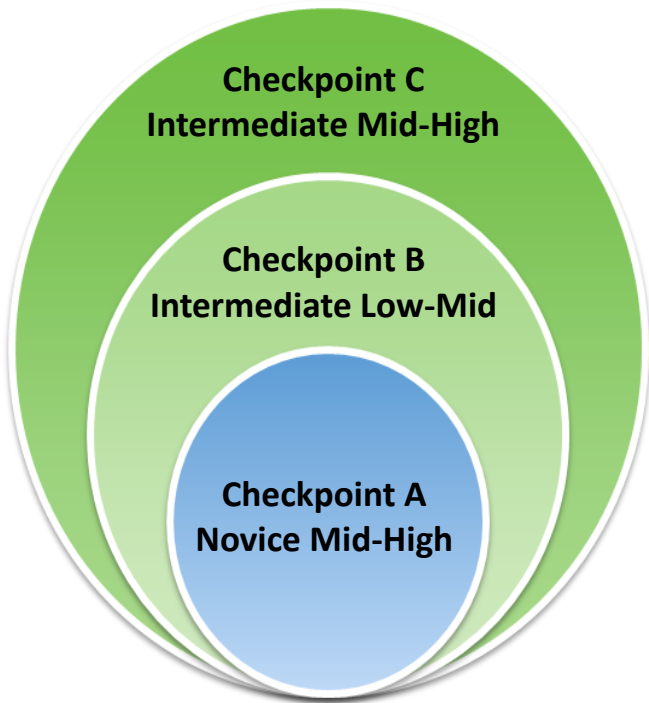 Checkpoint C
Intermediate Mid-High
Checkpoint B
Intermediate Low-Mid
Checkpoint A
Novice Mid-High